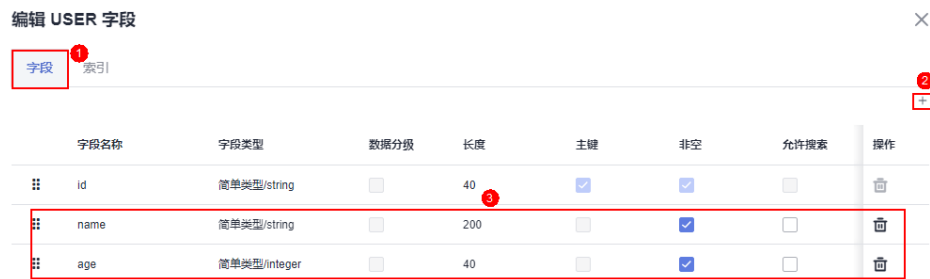 编辑 USER 字段
字段 1 索引
2
+
字段名称 字段类型 数据分级 长度 主键 非空 允许搜索 操作
id 简单类型/string 40
3
name 简单类型/string 200
age 简单类型/integer 40